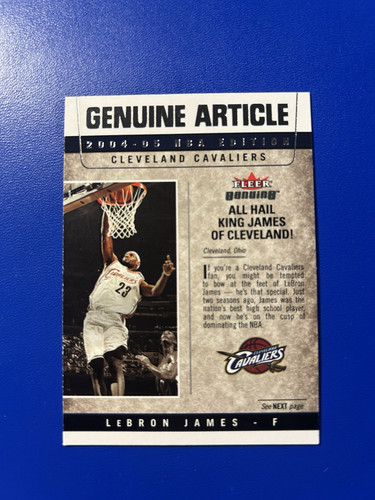 GENUINE ARTICLE
2004-05 NBA EDITION
CLEVELAND CAVALIERS
FLEER
GENUINE
ALL HAIL
KING JAMES
OF CLEVELAND!
Cleveland, Ohio
If you're a Cleveland Cavaliers
fan, you might be tempted
to bow at the feet of LeBron
James — he's that special. Just
two seasons ago, James was the
nation's best high school player,
and now he's on the cusp of
dominating the NBA.
CAVALIERS
23
CLEVELAND
CAVALIERS
See NEXT page
LEBRON JAMES - F